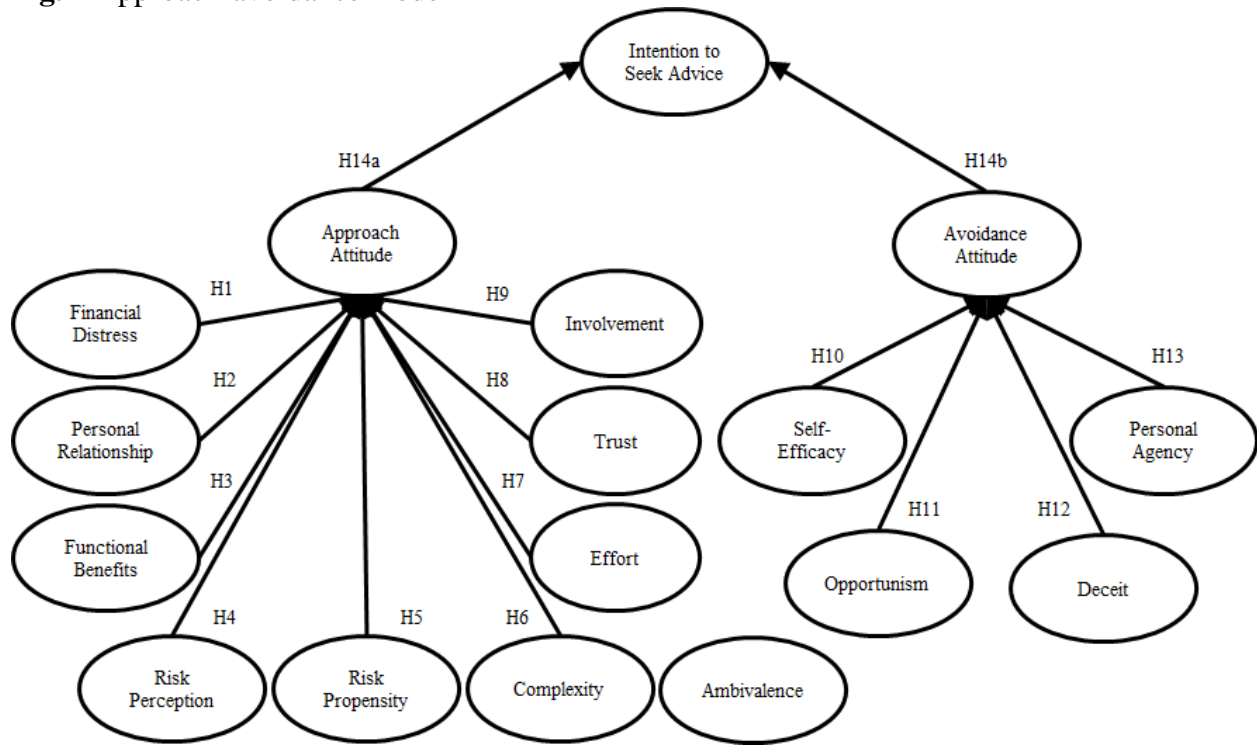 Intention to
Seek Advice
H14a
H14b
Approach
Attitude
Avoidance
Attitude
H1
H9
Financial
Distress
Involvement
H10
H13
H2
H8
Personal
Relationship
Trust
Self-
Efficacy
Personal
Agency
H3
H7
H11
H12
Functional
Benefits
Effort
Opportunism
Deceit
H4
H5
H6
Risk
Perception
Risk
Propensity
Complexity
Ambivalence